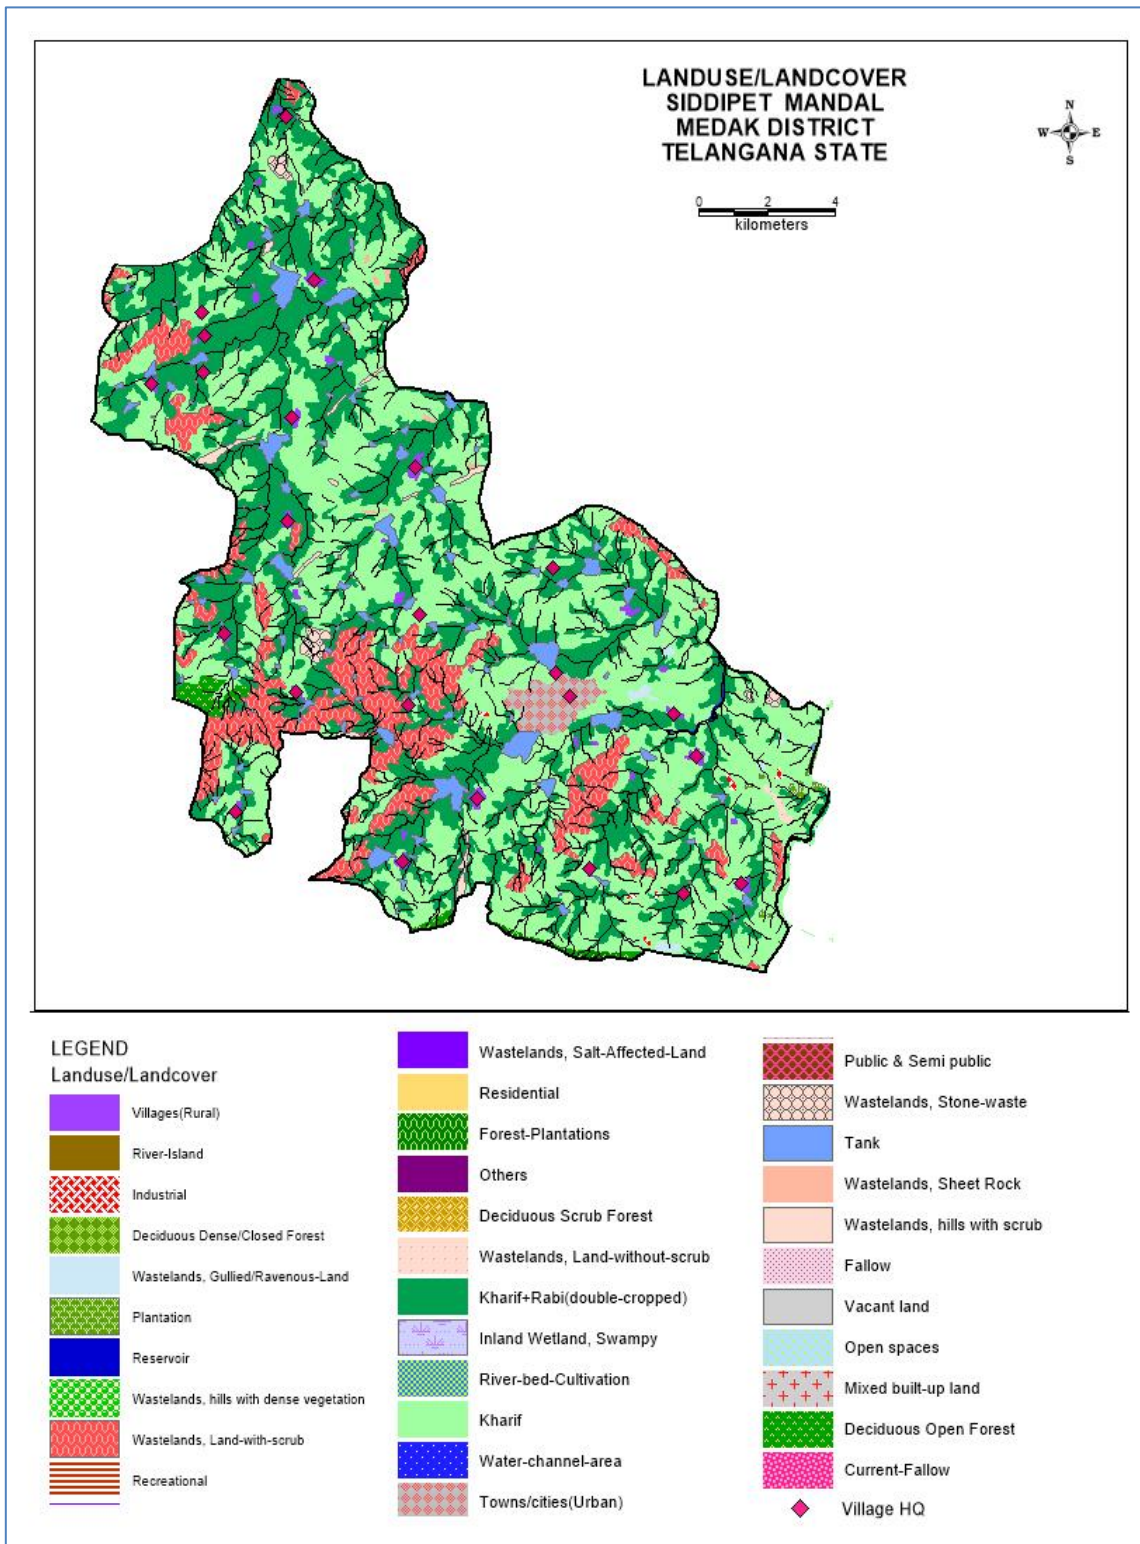 LANDUSE/LANDCOVER
SIDDIPET MANDAL
MEDAK DISTRICT
TELANGANA STATE
N
W E
S
0 2 4
kilometers
LEGEND
Landuse/Landcover
Villages(Rural)
River-Island
Industrial
Deciduous Dense/Closed Forest
Wastelands, Gullied/Ravenous-Land
Plantation
Reservoir
Wastelands, hills with dense vegetation
Wastelands, Land-with-scrub
Recreational
Wastelands, Salt-Affected-Land
Residential
Forest-Plantations
Others
Deciduous Scrub Forest
Wastelands, Land-without-scrub
Kharif+Rabi(double-cropped)
Inland Wetland, Swampy
River-bed-Cultivation
Kharif
Water-channel-area
Towns/cities(Urban)
Public & Semi public
Wastelands, Stone-waste
Tank
Wastelands, Sheet Rock
Wastelands, hills with scrub
Fallow
Vacant land
Open spaces
Mixed built-up land
Deciduous Open Forest
Current-Fallow
Village HQ